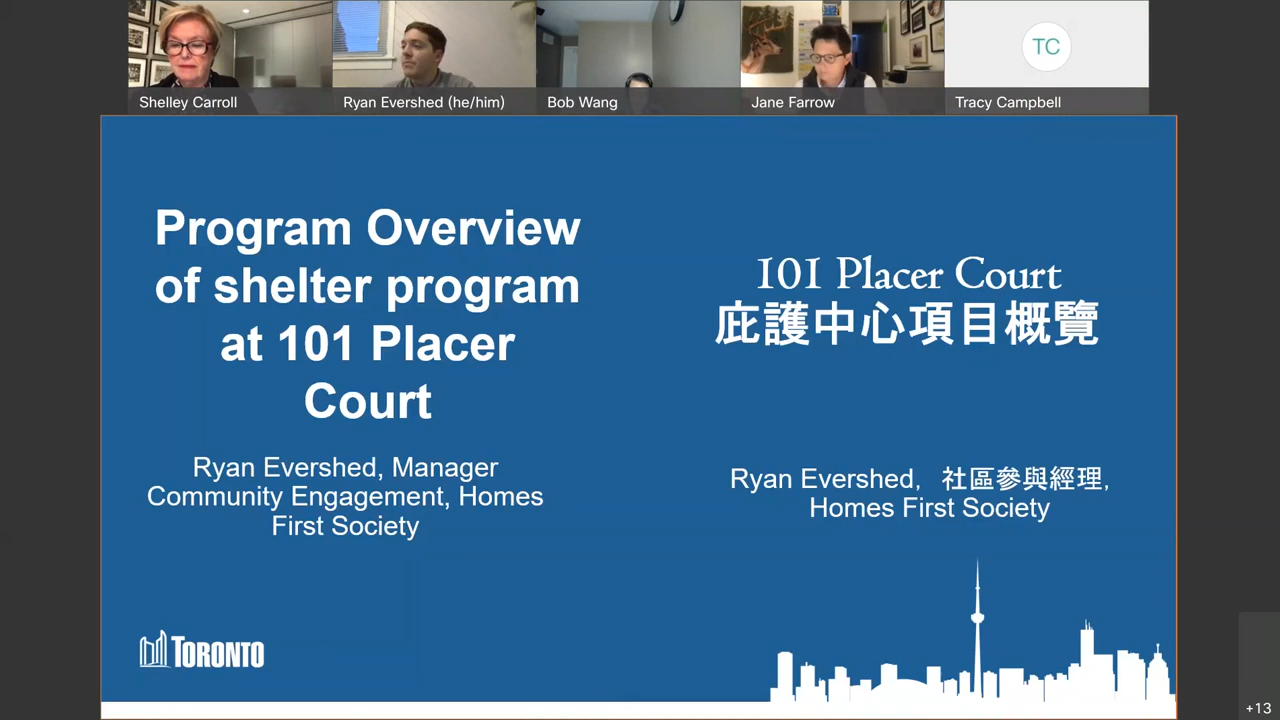 TC
Shelley Carroll
Ryan Evershed (he/him)
Bob Wang
Jane Farrow
Tracy Campbell
Program Overview
of shelter program
at 101 Placer
Court
Ryan Evershed, Manager
Community Engagement, Homes
First Society
101 Placer Court
庇護中心項目概覽
Ryan Evershed, 社區參與經理,
Homes First Society
TORONTO
+13